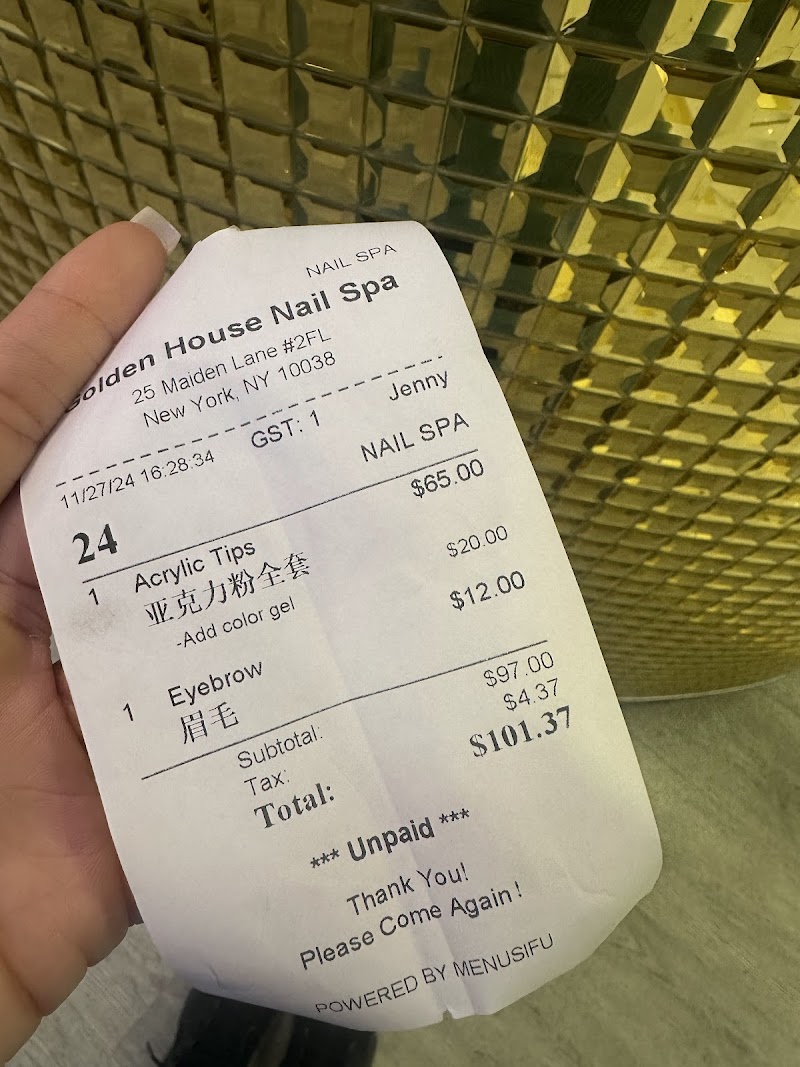 NAIL SPA
Golden House Nail Spa
25 Maiden Lane #2FL
New York, NY 10038
11/27/24 16:28:34 GST: 1 Jenny
24 NAIL SPA
1 Acrylic Tips $65.00
亚克力粉全套
-Add color gel $20.00
1 Eyebrow $12.00
眉毛
Subtotal: $97.00
Tax: $4.37
Total: $101.37
*** Unpaid ***
Thank You!
Please Come Again!
POWERED BY MENUSIFU